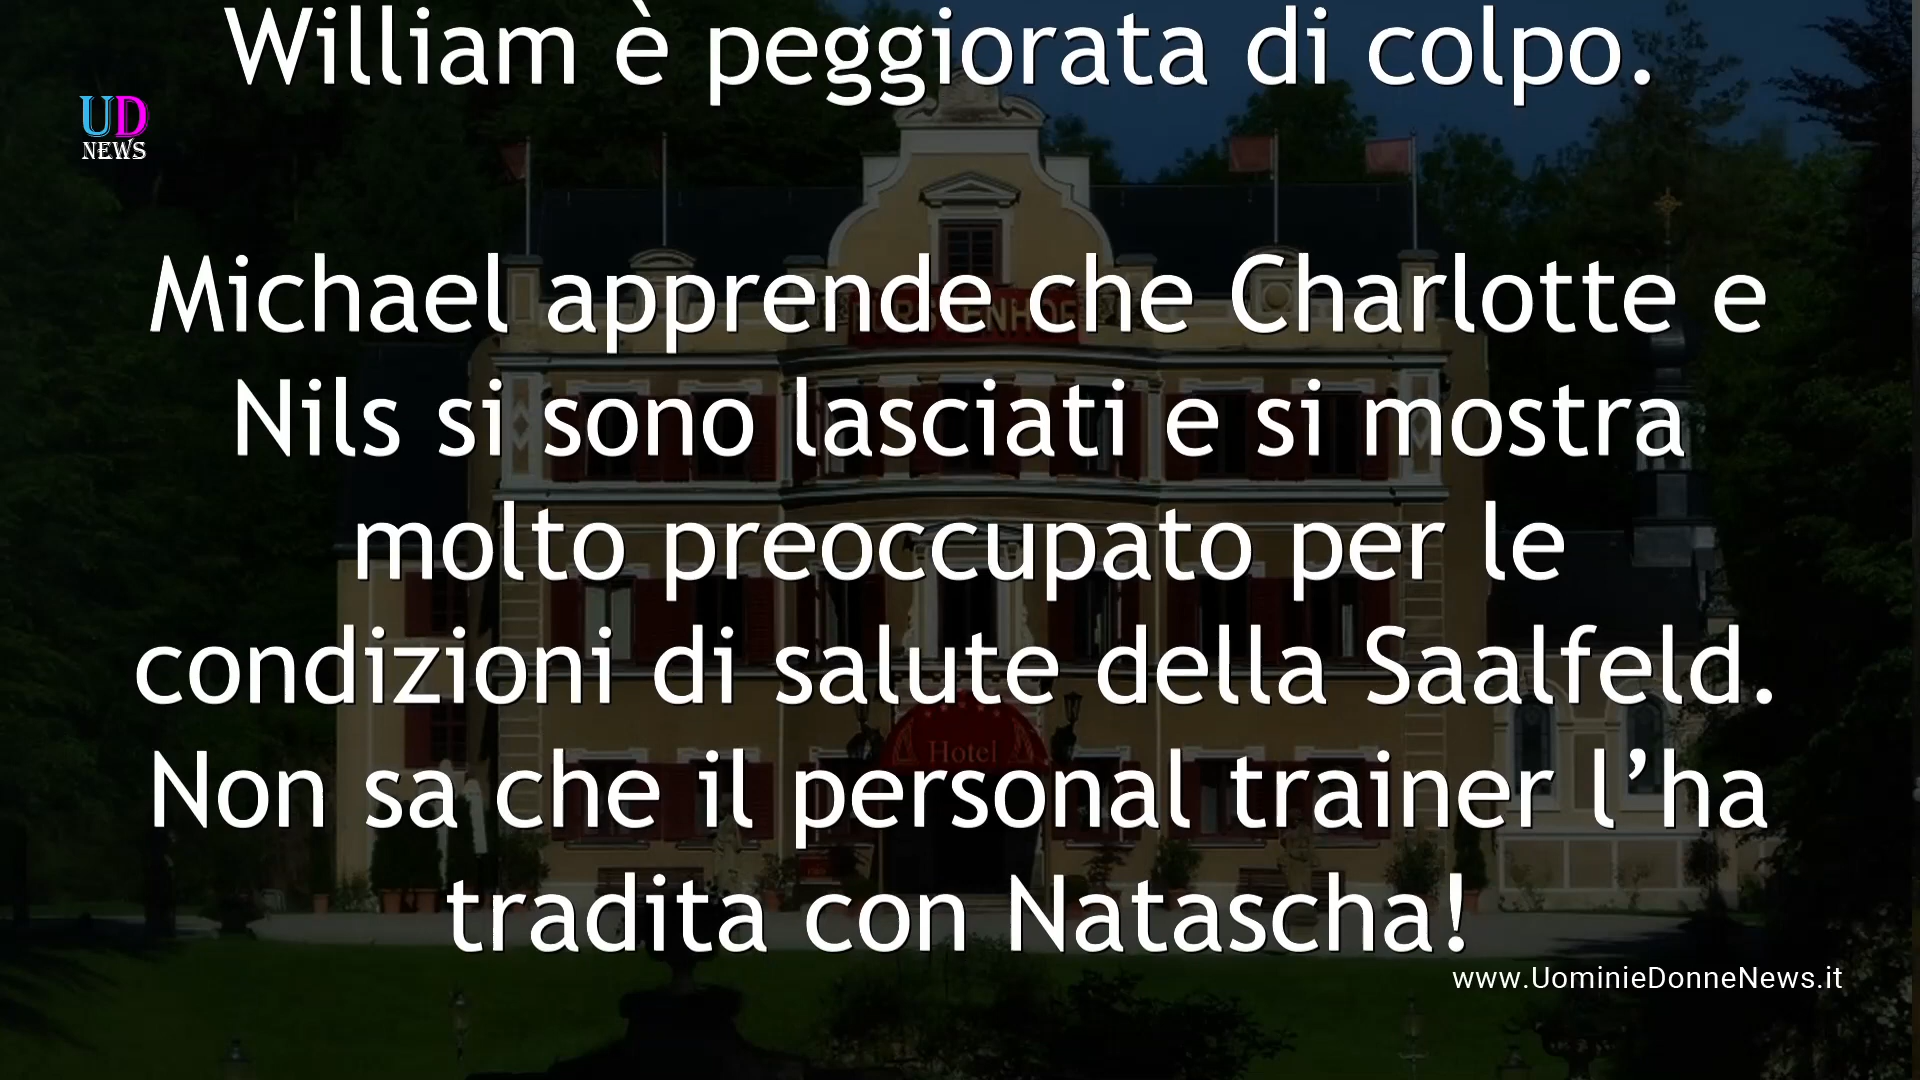 William è peggiorata di colpo.
UD
NEWS
Michael apprende che Charlotte e
FÜRSTENHOF
Nils si sono lasciati e si mostra
molto preoccupato per le
condizioni di salute della Saalfeld.
Hotel
Non sa che il personal trainer l’ha
tradita con Natascha!
www.UominieDonneNews.it